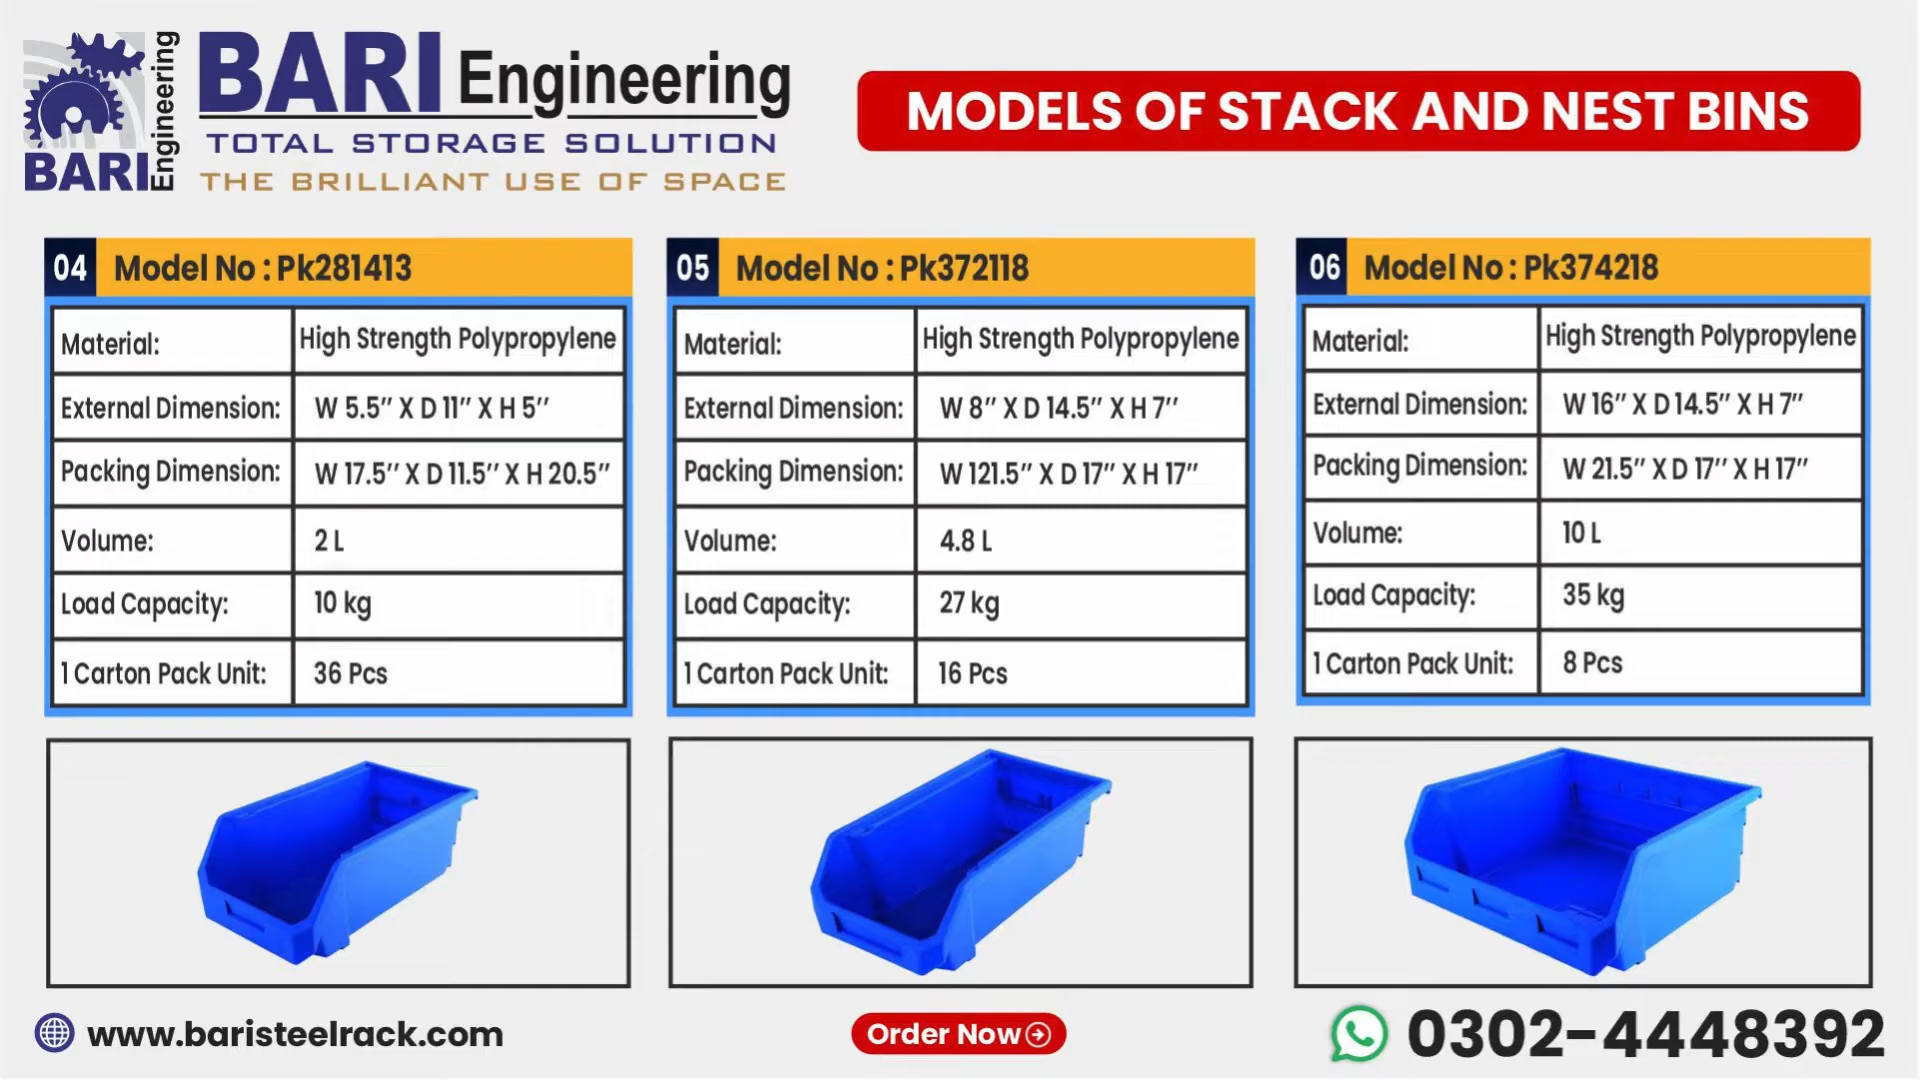 BARI Engineering
BARI Engineering
TOTAL STORAGE SOLUTION
THE BRILLIANT USE OF SPACE
MODELS OF STACK AND NEST BINS
04 Model No : Pk281413
Material: High Strength Polypropylene
External Dimension: W 5.5’’ X D 11’’ X H 5’’
Packing Dimension: W 17.5’’ X D 11.5’’ X H 20.5’’
Volume: 2 L
Load Capacity: 10 kg
1 Carton Pack Unit: 36 Pcs
05 Model No : Pk372118
Material: High Strength Polypropylene
External Dimension: W 8’’ X D 14.5’’ X H 7’’
Packing Dimension: W 121.5’’ X D 17’’ X H 17’’
Volume: 4.8 L
Load Capacity: 27 kg
1 Carton Pack Unit: 16 Pcs
06 Model No : Pk374218
Material: High Strength Polypropylene
External Dimension: W 16’’ X D 14.5’’ X H 7’’
Packing Dimension: W 21.5’’ X D 17’’ X H 17’’
Volume: 10 L
Load Capacity: 35 kg
1 Carton Pack Unit: 8 Pcs
www.baristeelrack.com
Order Now
0302-4448392